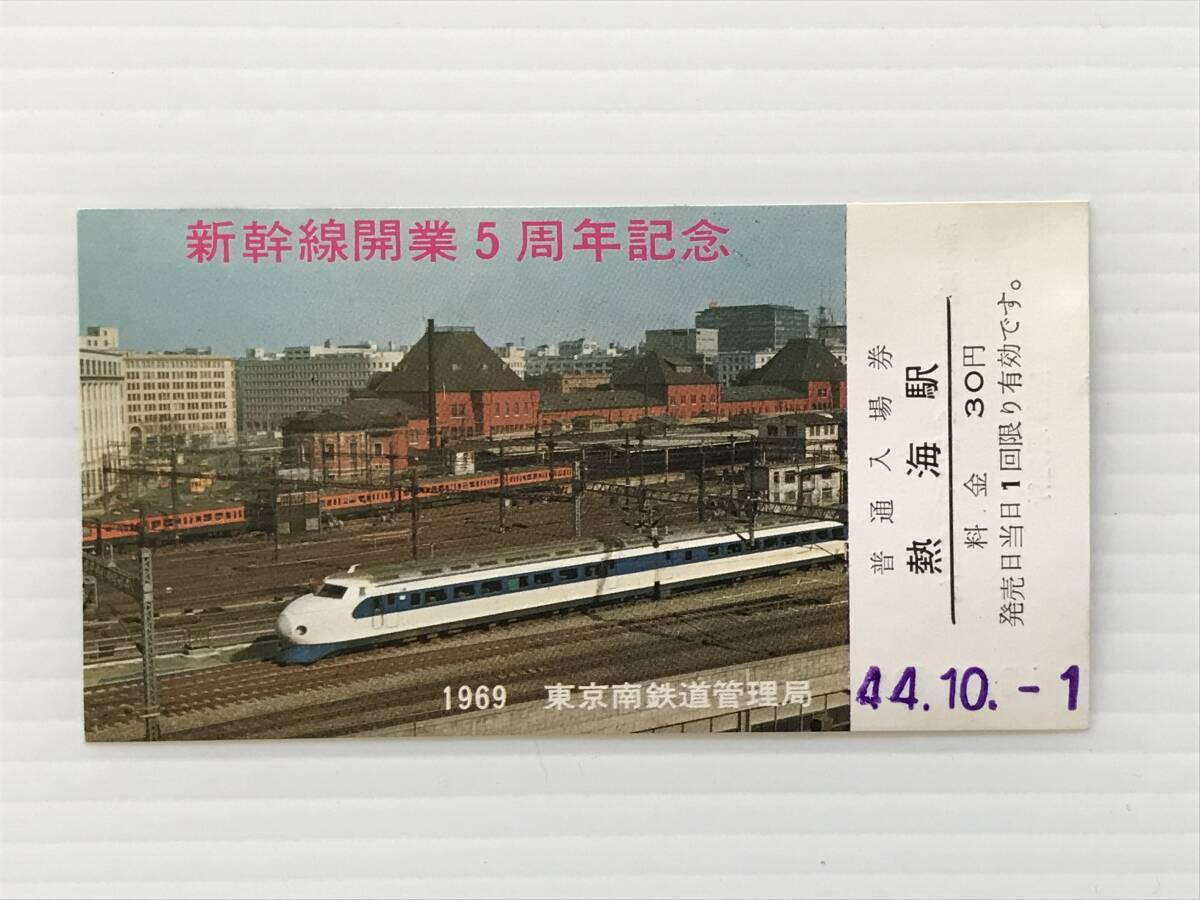 新幹線開業5周年記念
1969 東京南鉄道管理局
普通入場券
熱海駅
料金 30円
発売日当日1回限り有効です。
44.10.-1